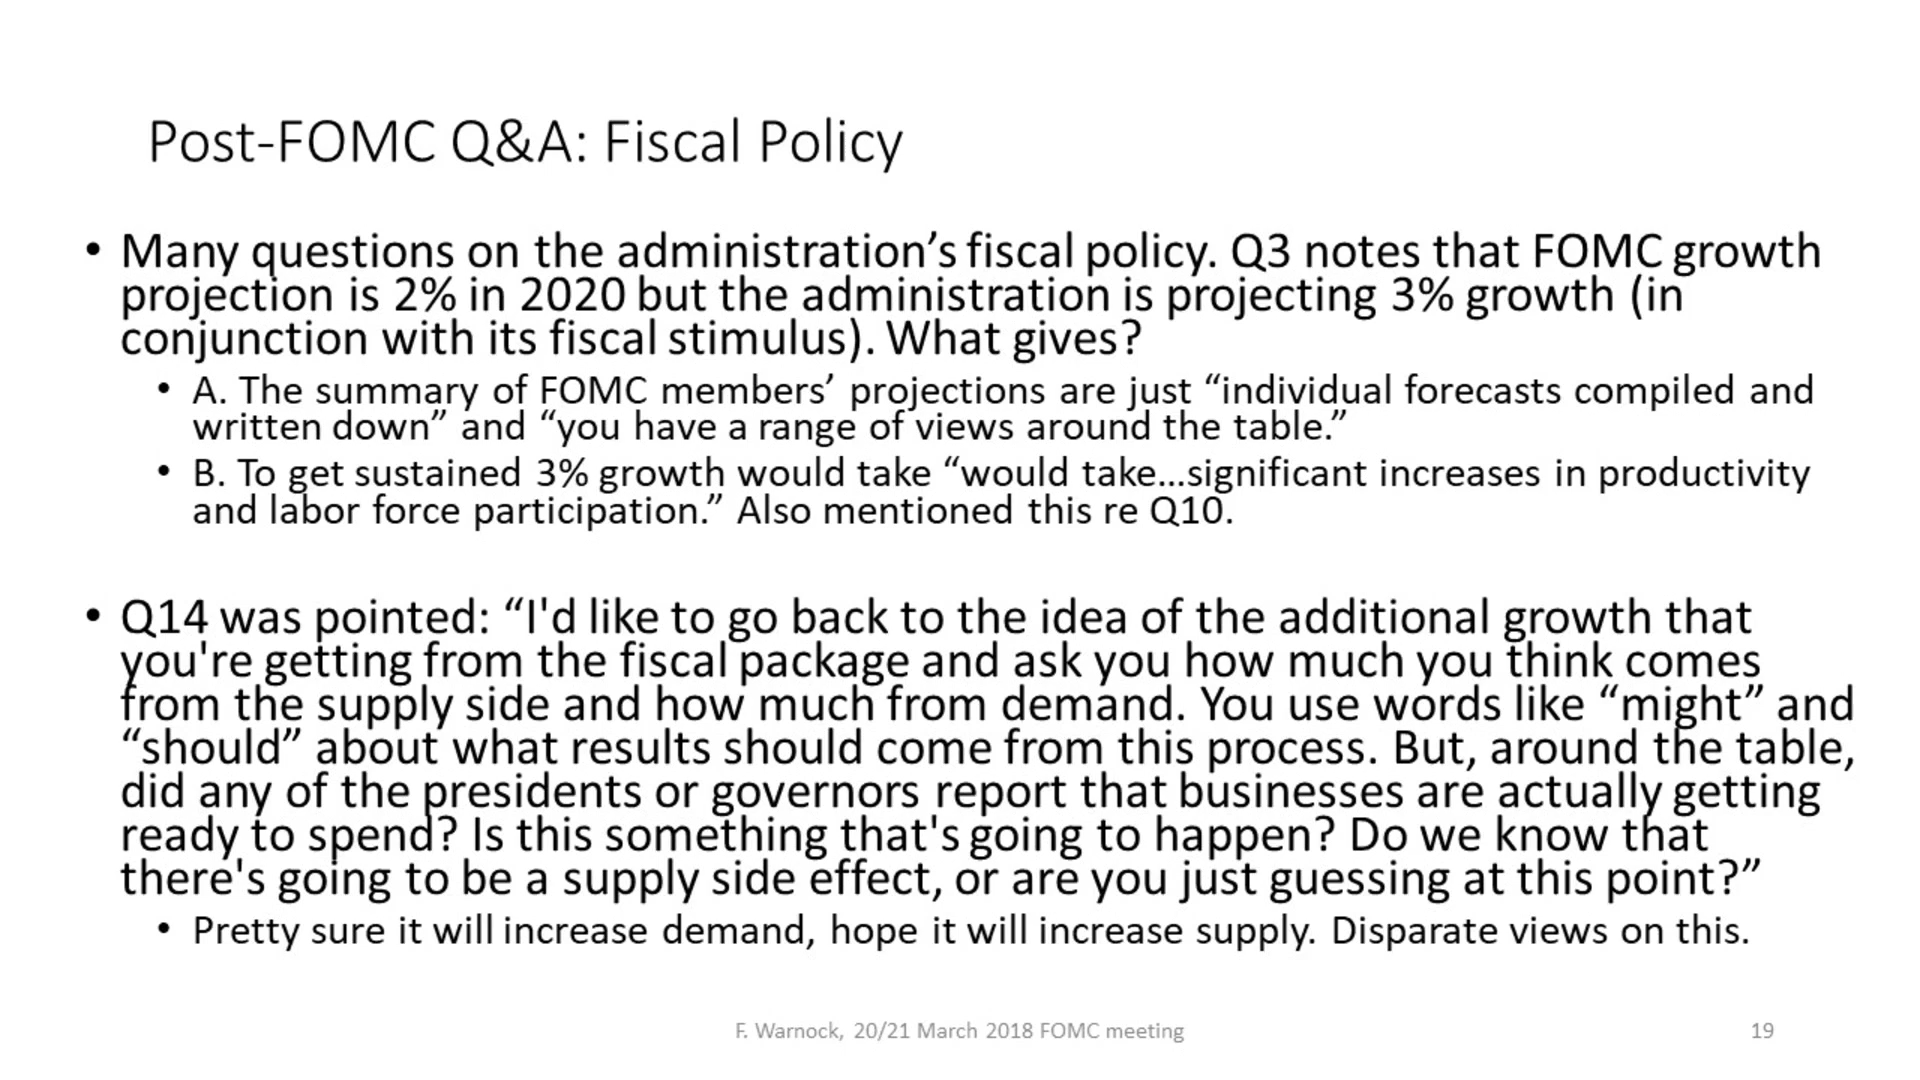 Post-FOMC Q&A: Fiscal Policy
• Many questions on the administration’s fiscal policy. Q3 notes that FOMC growth
projection is 2% in 2020 but the administration is projecting 3% growth (in
conjunction with its fiscal stimulus). What gives?
• A. The summary of FOMC members’ projections are just “individual forecasts compiled and
written down” and “you have a range of views around the table.”
• B. To get sustained 3% growth would take “would take…significant increases in productivity
and labor force participation.” Also mentioned this re Q10.
• Q14 was pointed: “I'd like to go back to the idea of the additional growth that
you're getting from the fiscal package and ask you how much you think comes
from the supply side and how much from demand. You use words like “might” and
“should” about what results should come from this process. But, around the table,
did any of the presidents or governors report that businesses are actually getting
ready to spend? Is this something that's going to happen? Do we know that
there's going to be a supply side effect, or are you just guessing at this point?”
• Pretty sure it will increase demand, hope it will increase supply. Disparate views on this.
F. Warnock, 20/21 March 2018 FOMC meeting
19